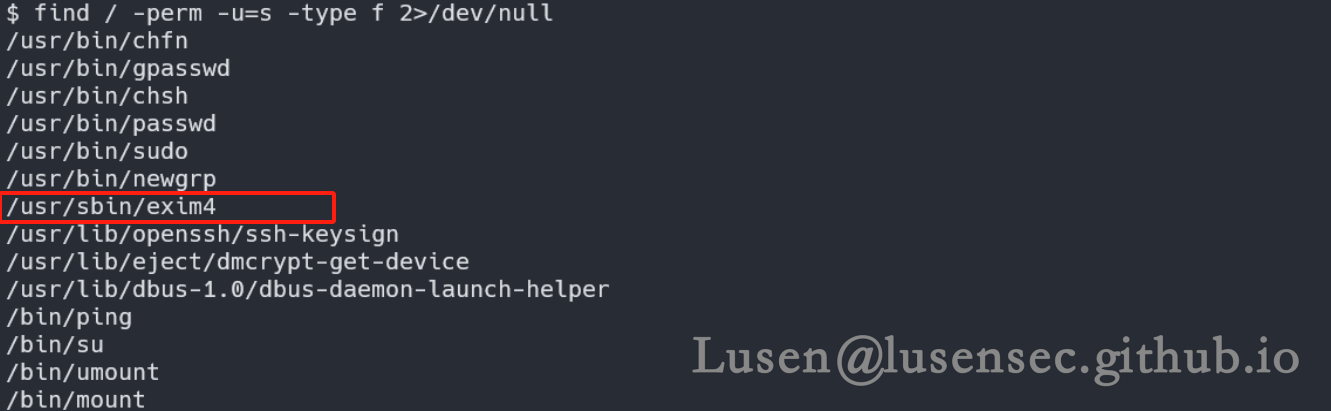 $ find / -perm -u=s -type f 2>/dev/null
/usr/bin/chfn
/usr/bin/gpasswd
/usr/bin/chsh
/usr/bin/passwd
/usr/bin/sudo
/usr/bin/newgrp
/usr/sbin/exim4
/usr/lib/openssh/ssh-keysign
/usr/lib/eject/dmcrypt-get-device
/usr/lib/dbus-1.0/dbus-daemon-launch-helper
/bin/ping
/bin/su
/bin/umount
/bin/mount
Lusen@lusensec.github.io